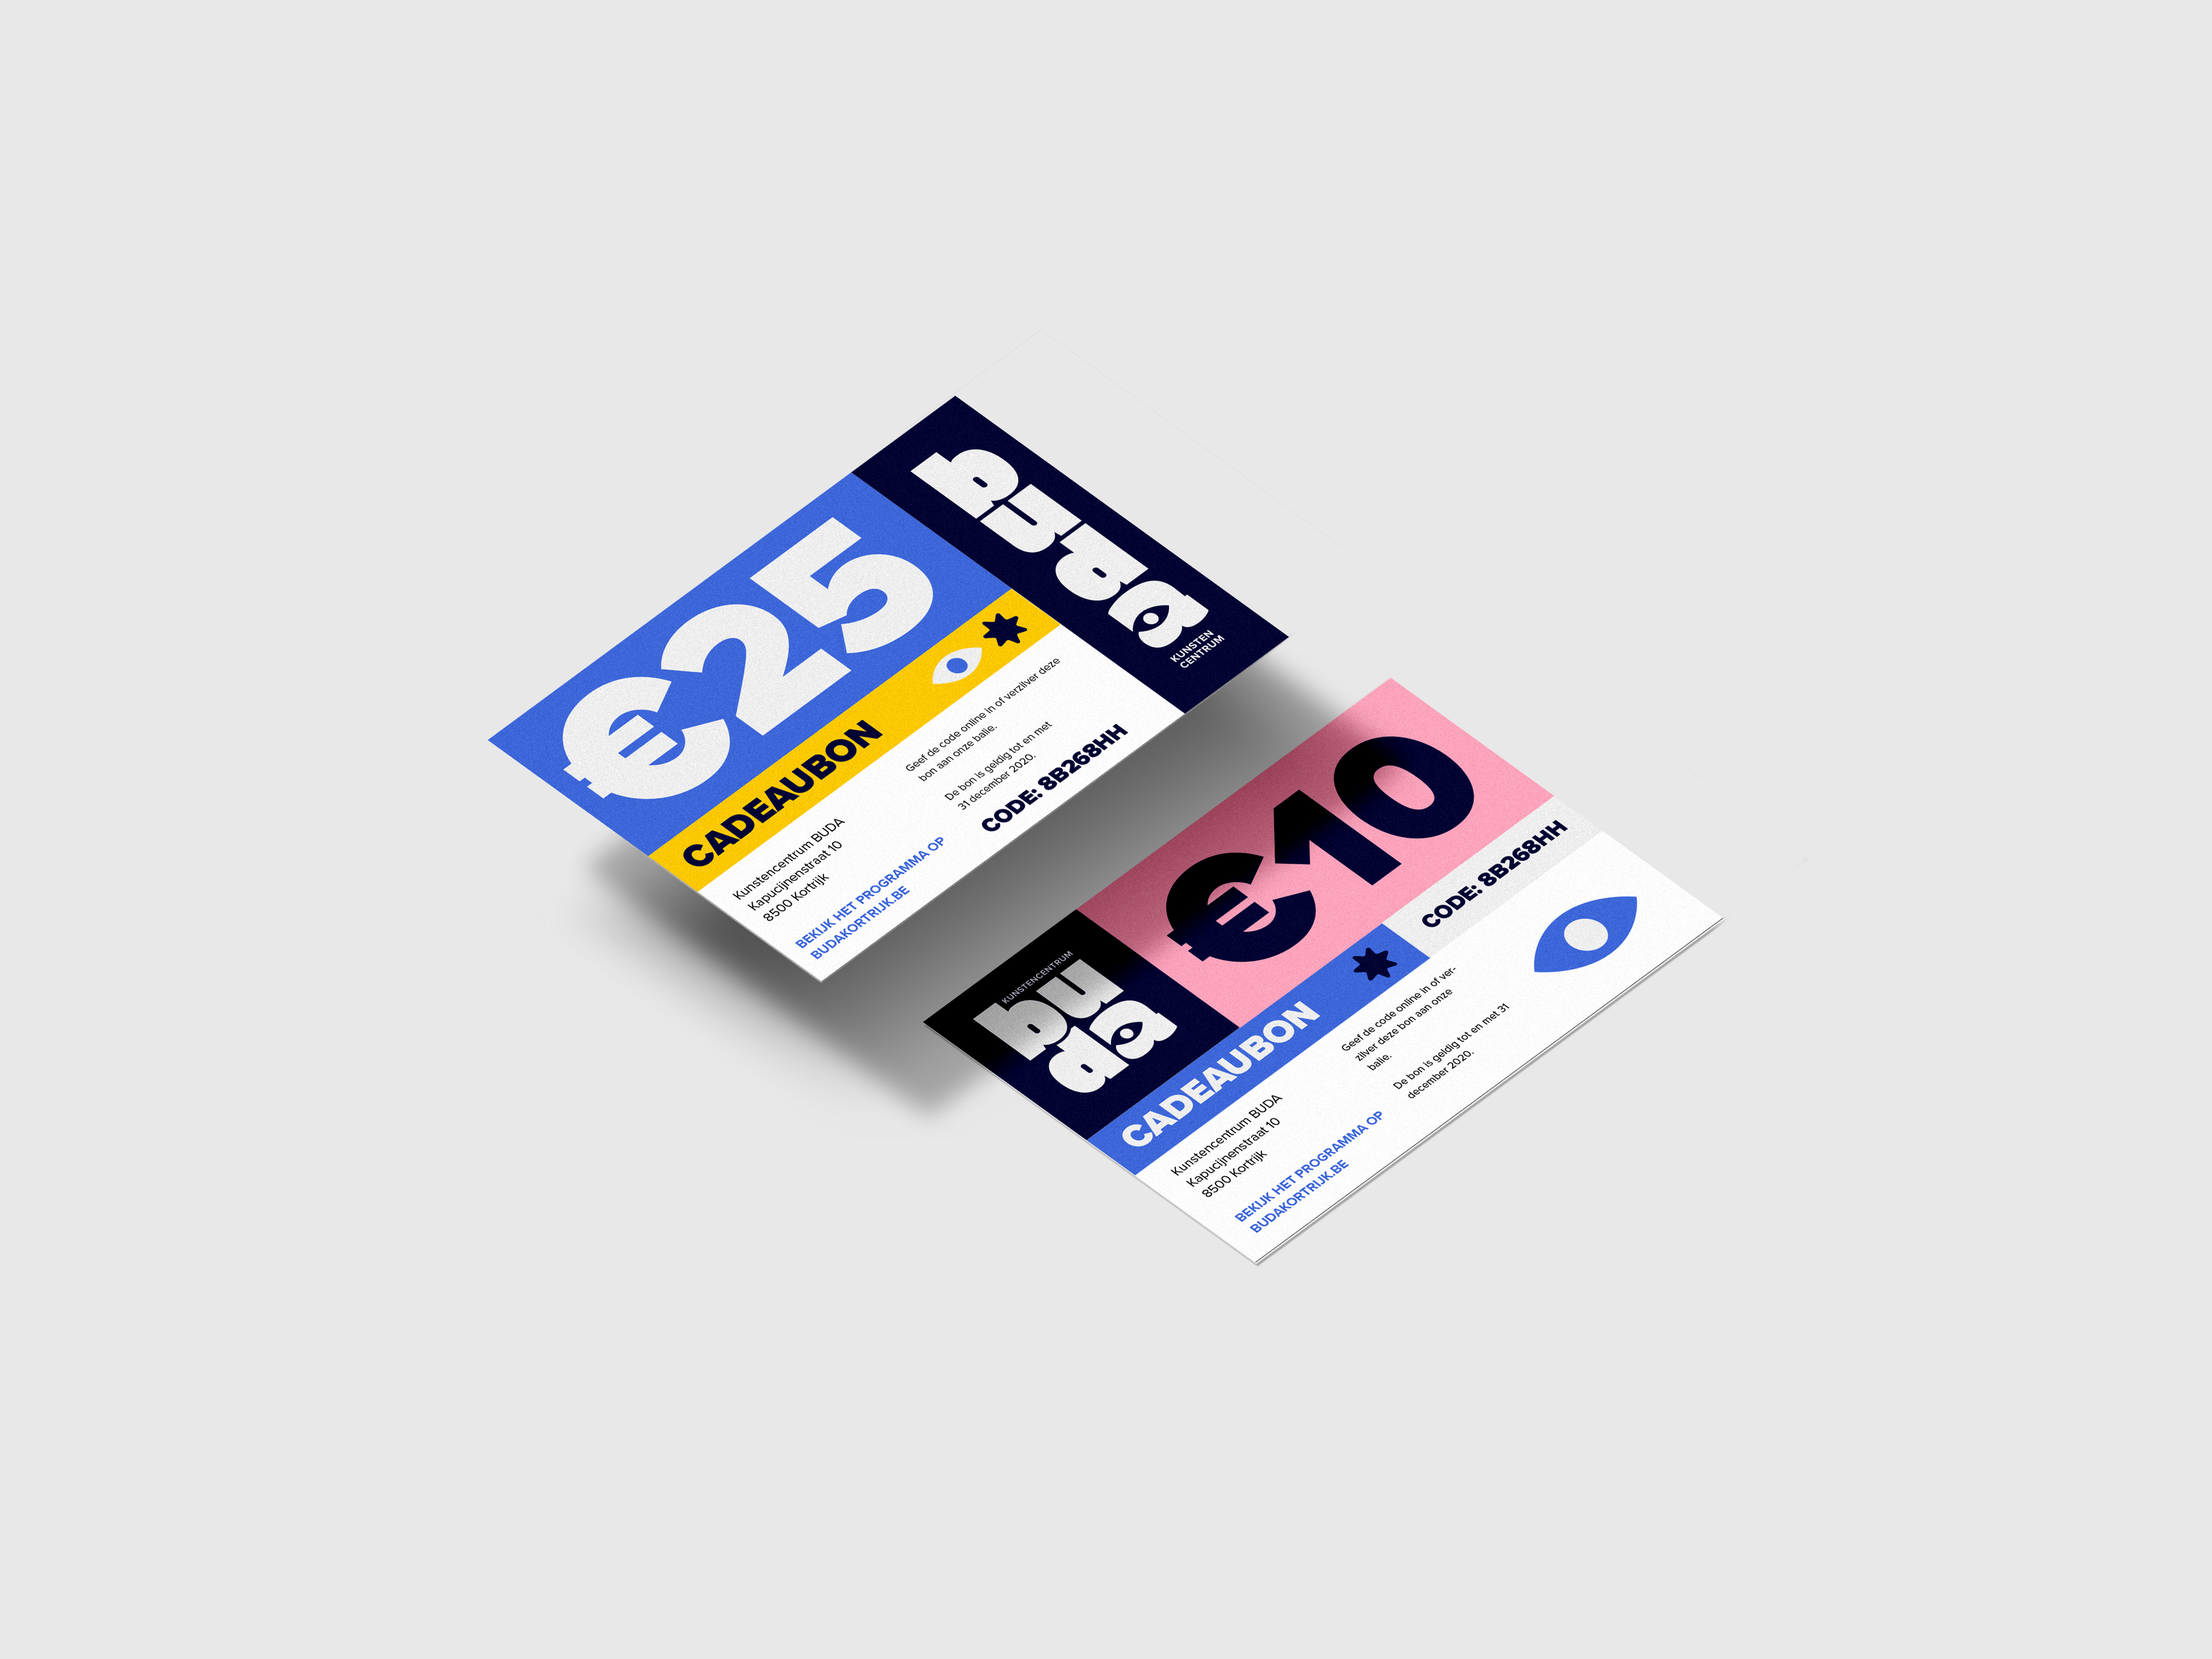 €25
CADEAUBON
Kunstencentrum BUDA
Kapucijnenstraat 10
8500 Kortrijk
BEKIJK HET PROGRAMMA OP
BUDAKORTRIJK.BE
Geef de code online in of verzilver deze
bon aan onze balie.
De bon is geldig tot en met
31 december 2020.
CODE: 8B268HH
buda
KUNSTEN
CENTRUM
KUNSTENCENTRUM
bu
da
€10
CADEAUBON
CODE: 8B268HH
Kunstencentrum BUDA
Kapucijnenstraat 10
8500 Kortrijk
BEKIJK HET PROGRAMMA OP
BUDAKORTRIJK.BE
Geef de code online in of ver-
zilver deze bon aan onze
balie.
De bon is geldig tot en met 31
december 2020.